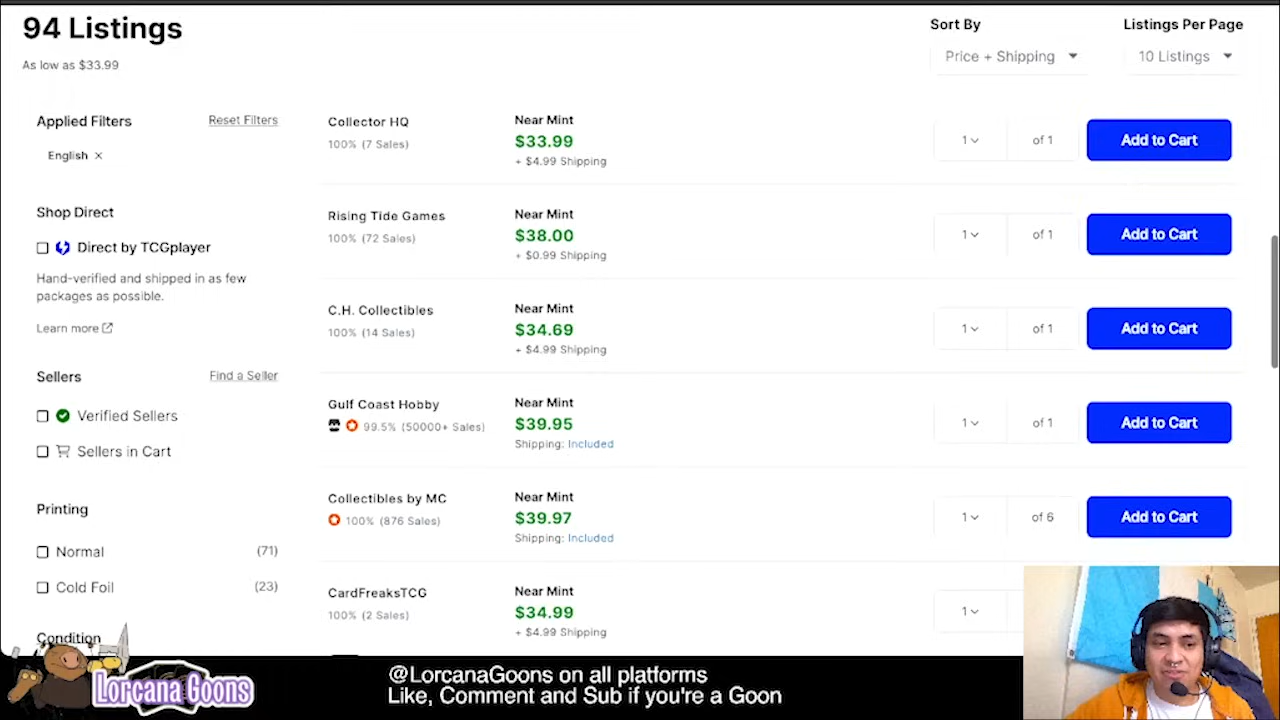 94 Listings
As low as $33.99
Sort By
Price + Shipping
Listings Per Page
10 Listings
Applied Filters
Reset Filters
English ×
Shop Direct
Direct by TCGplayer
Hand-verified and shipped in as few
packages as possible.
Learn more
Sellers
Find a Seller
Verified Sellers
Sellers in Cart
Printing
Normal (71)
Cold Foil (23)
Condition
Collector HQ
100% (7 Sales)
Near Mint
$33.99
+ $4.99 Shipping
1
of 1
Add to Cart
Rising Tide Games
100% (72 Sales)
Near Mint
$38.00
+ $0.99 Shipping
1
of 1
Add to Cart
C.H. Collectibles
100% (14 Sales)
Near Mint
$34.69
+ $4.99 Shipping
1
of 1
Add to Cart
Gulf Coast Hobby
99.5% (50000+ Sales)
Near Mint
$39.95
Shipping: Included
1
of 1
Add to Cart
Collectibles by MC
100% (876 Sales)
Near Mint
$39.97
Shipping: Included
1
of 6
Add to Cart
CardFreaksTCG
100% (2 Sales)
Near Mint
$34.99
+ $4.99 Shipping
1
Lorcana Goons
@LorcanaGoons on all platforms
Like, Comment and Sub if you're a Goon